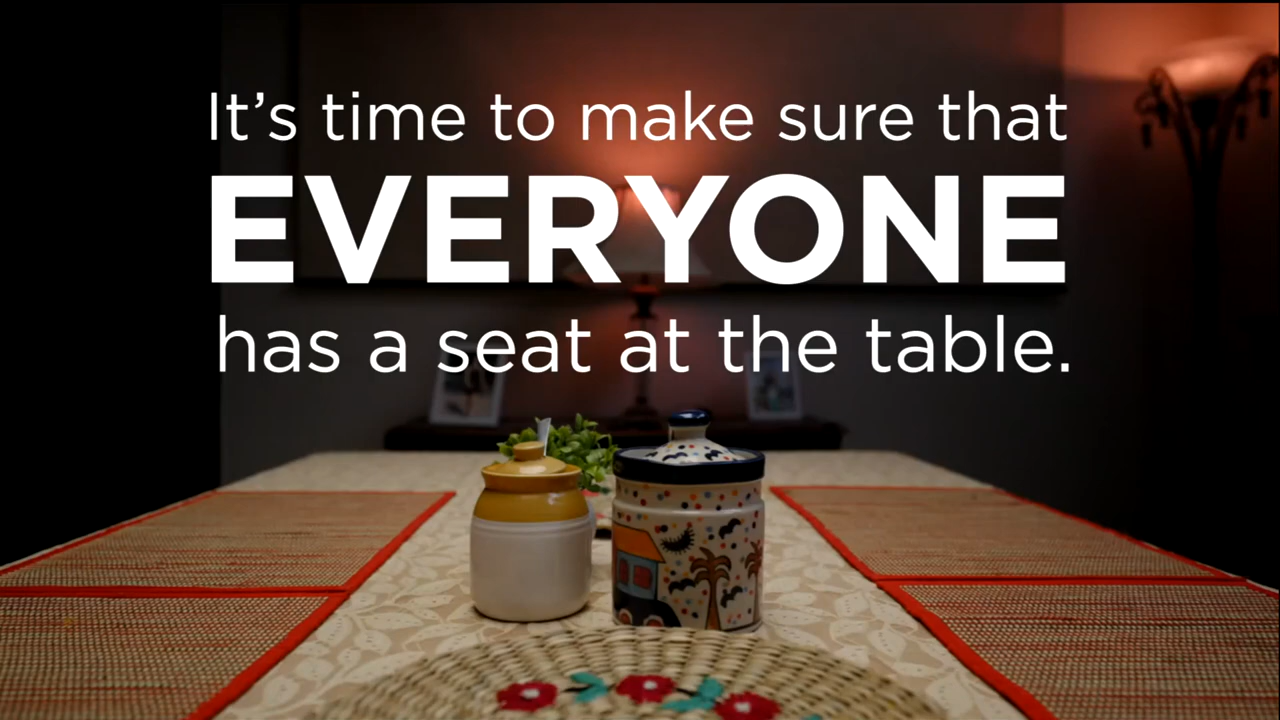 It’s time to make sure that
EVERYONE
has a seat at the table.